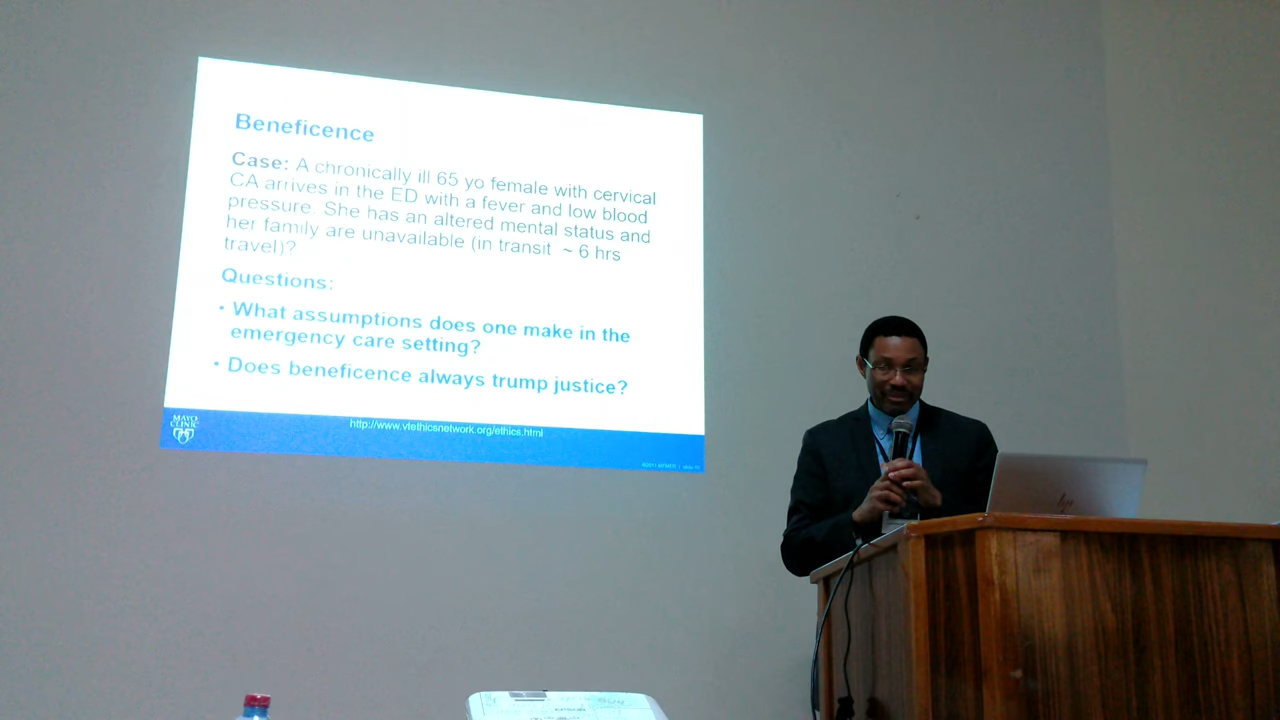 Beneficence
Case: A chronically ill 65 yo female with cervical
CA arrives in the ED with a fever and low blood
pressure. She has an altered mental status and
her family are unavailable (in transit ~ 6 hrs
travel)?
Questions:
• What assumptions does one make in the
emergency care setting?
• Does beneficence always trump justice?
MAYO
CLINIC
http://www.vtethicsnetwork.org/ethics.html
hp
EPSON